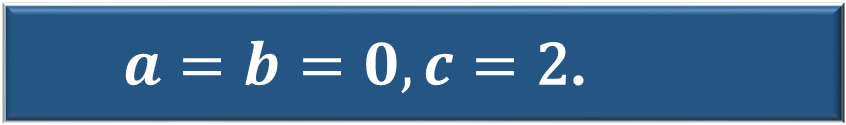 a = b = 0, c = 2.